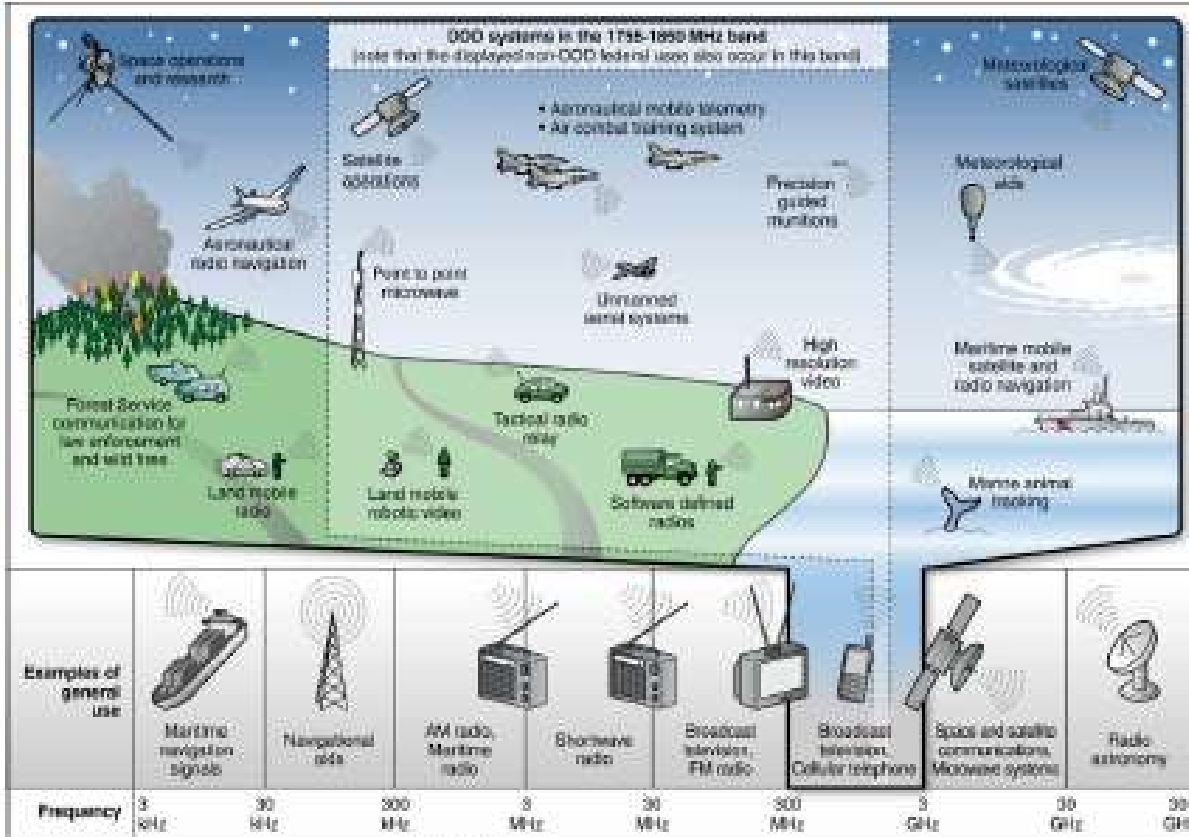 DOD systems in the 1755-1850 MHz band
(note that the displayed non-DOD federal uses also occur in this band)
Space operations
and research
Meteorological
satellites
• Aeronautical mobile telemetry
• Air combat training system
Satellite
operations
Precision
guided
munitions
Meteorological
aids
Aeronautical
radio navigation
Point to point
microwave
Unmanned
aerial systems
High
resolution
video
Maritime mobile
satellite and
radio navigation
Forest Service
communication for
law enforcement
and wild fires
Tactical radio
relay
Land mobile
radio
Land mobile
robotic video
Software defined
radios
Marine animal
tracking
Examples of
general
use
Maritime
navigation
signals
Navigational
aids
AM radio,
Maritime
radio
Shortwave
radio
Broadcast
television,
FM radio
Broadcast
television,
Cellular telephone
Space and satellite
communications,
Microwave systems
Radio
astronomy
Frequency
3 30 300 3 30 300 3 30
kHz kHz kHz MHz MHz MHz GHz GHz